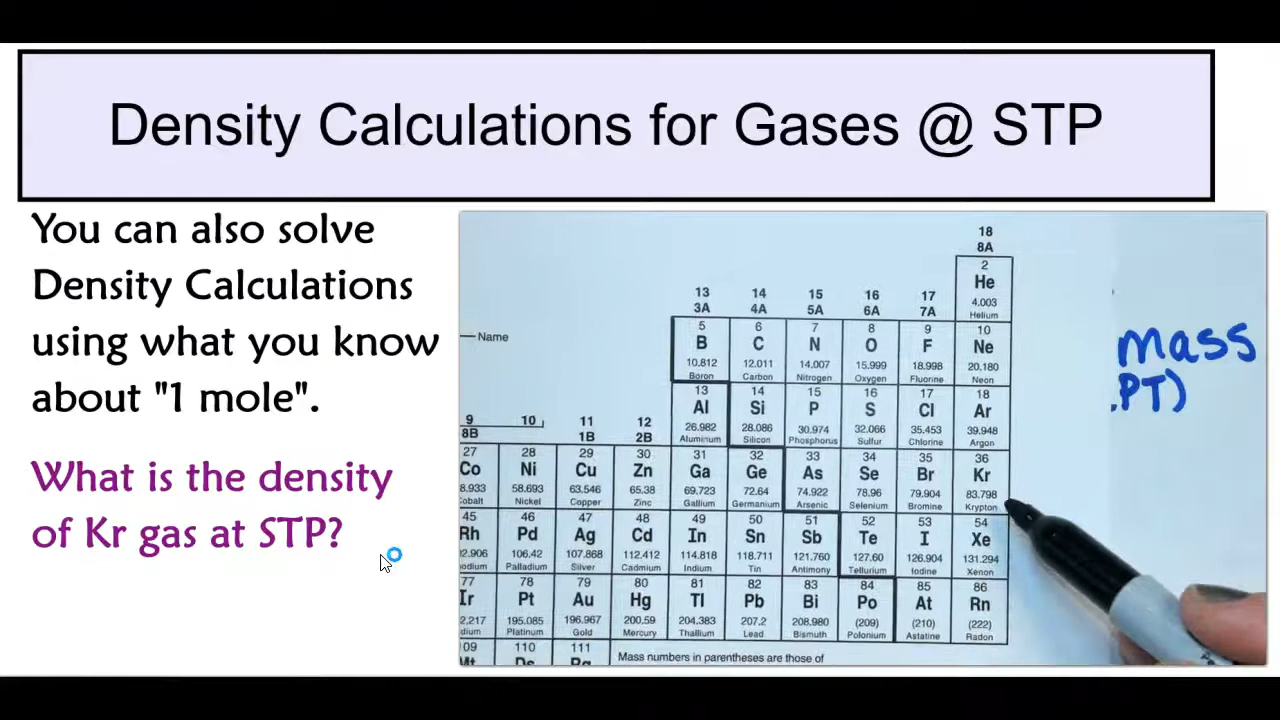 Density Calculations for Gases @ STP
You can also solve
Density Calculations
using what you know
about "1 mole".
What is the density
of Kr gas at STP?
mass
.PT)
Name
18
8A
13 14 15 16 17
3A 4A 5A 6A 7A
2
He
4.003
Helium
5 6 7 8 9 10
B C N O F Ne
10.812 12.011 14.007 15.999 18.998 20.180
Boron Carbon Nitrogen Oxygen Fluorine Neon
13 14 15 16 17 18
Al Si P S Cl Ar
26.982 28.086 30.974 32.066 35.453 39.948
Aluminum Silicon Phosphorus Sulfur Chlorine Argon
9 10 11 12
8B 1B 2B
27 28 29 30 31 32 33 34 35 36
Co Ni Cu Zn Ga Ge As Se Br Kr
8.933 58.693 63.546 65.38 69.723 72.64 74.922 78.96 79.904 83.798
Cobalt Nickel Copper Zinc Gallium Germanium Arsenic Selenium Bromine Krypton
45 46 47 48 49 50 51 52 53 54
Rh Pd Ag Cd In Sn Sb Te I Xe
2.906 106.42 107.868 112.412 114.818 118.711 121.760 127.60 126.904 131.294
odium Palladium Silver Cadmium Indium Tin Antimony Tellurium Iodine Xenon
77 78 79 80 81 82 83 84 85 86
Ir Pt Au Hg Tl Pb Bi Po At Rn
2.217 195.085 196.967 200.59 204.383 207.2 208.980 (209) (210) (222)
dium Platinum Gold Mercury Thallium Lead Bismuth Polonium Astatine Radon
109 110 111
Mt Ds Rg
Mass numbers in parentheses are those of